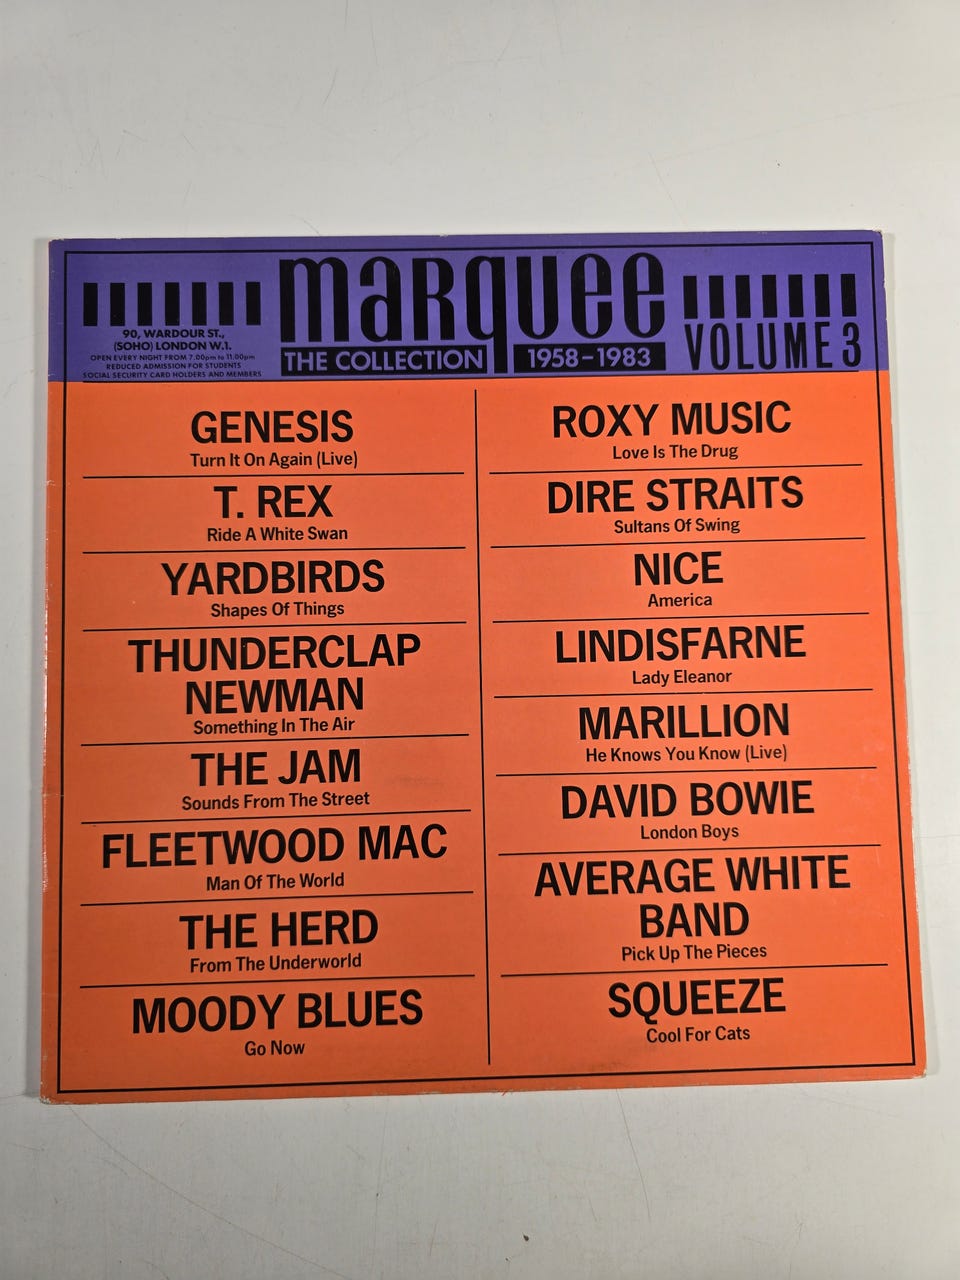 marquee
THE COLLECTION 1958-1983
VOLUME 3
90, WARDOUR ST.,
(SOHO) LONDON W.1.
OPEN EVERY NIGHT FROM 7.00pm to 11.00pm
REDUCED ADMISSION FOR STUDENTS
SOCIAL SECURITY CARD HOLDERS AND MEMBERS
GENESIS
Turn It On Again (Live)
T. REX
Ride A White Swan
YARDBIRDS
Shapes Of Things
THUNDERCLAP
NEWMAN
Something In The Air
THE JAM
Sounds From The Street
FLEETWOOD MAC
Man Of The World
THE HERD
From The Underworld
MOODY BLUES
Go Now
ROXY MUSIC
Love Is The Drug
DIRE STRAITS
Sultans Of Swing
NICE
America
LINDISFARNE
Lady Eleanor
MARILLION
He Knows You Know (Live)
DAVID BOWIE
London Boys
AVERAGE WHITE
BAND
Pick Up The Pieces
SQUEEZE
Cool For Cats